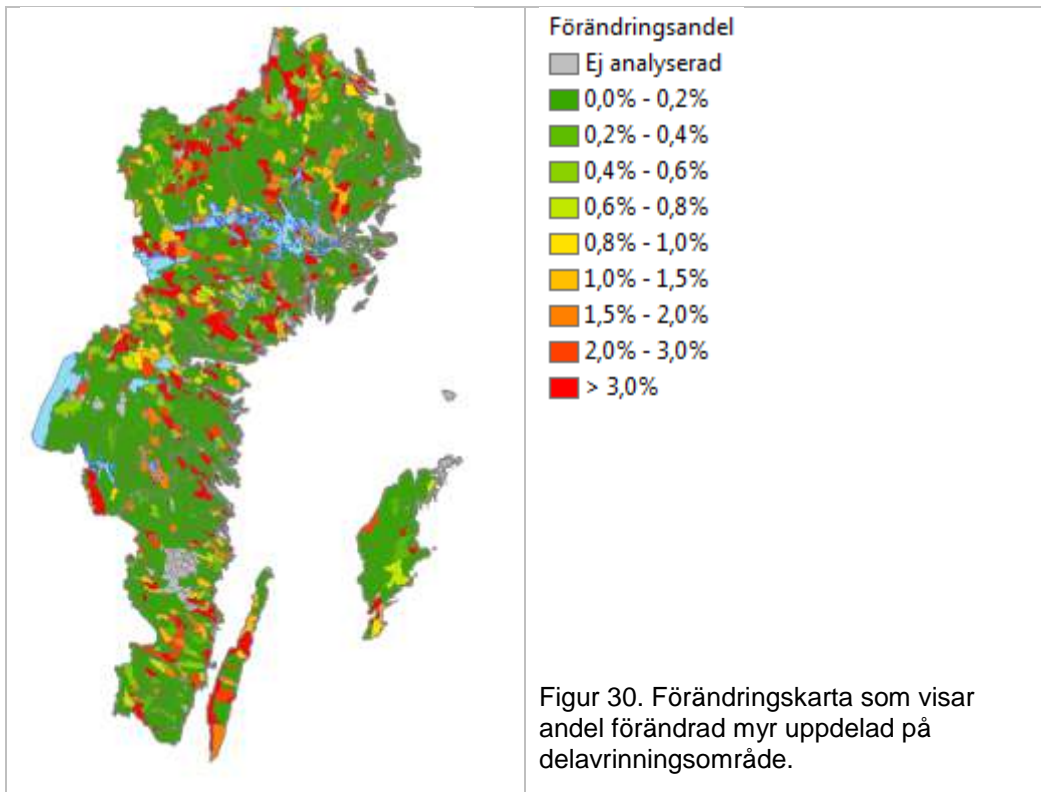 Förändringsandel
Ej analyserad
0,0% - 0,2%
0,2% - 0,4%
0,4% - 0,6%
0,6% - 0,8%
0,8% - 1,0%
1,0% - 1,5%
1,5% - 2,0%
2,0% - 3,0%
> 3,0%
Figur 30. Förändringskarta som visar
andel förändrad myr uppdelad på
delavrinningsområde.